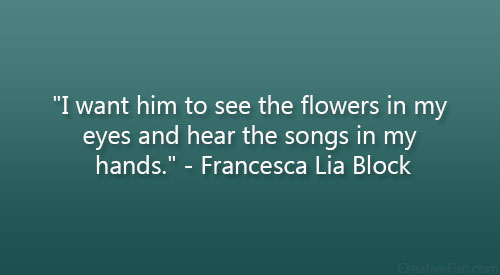 "I want him to see the flowers in my
eyes and hear the songs in my
hands." - Francesca Lia Block
CreativeFan.com